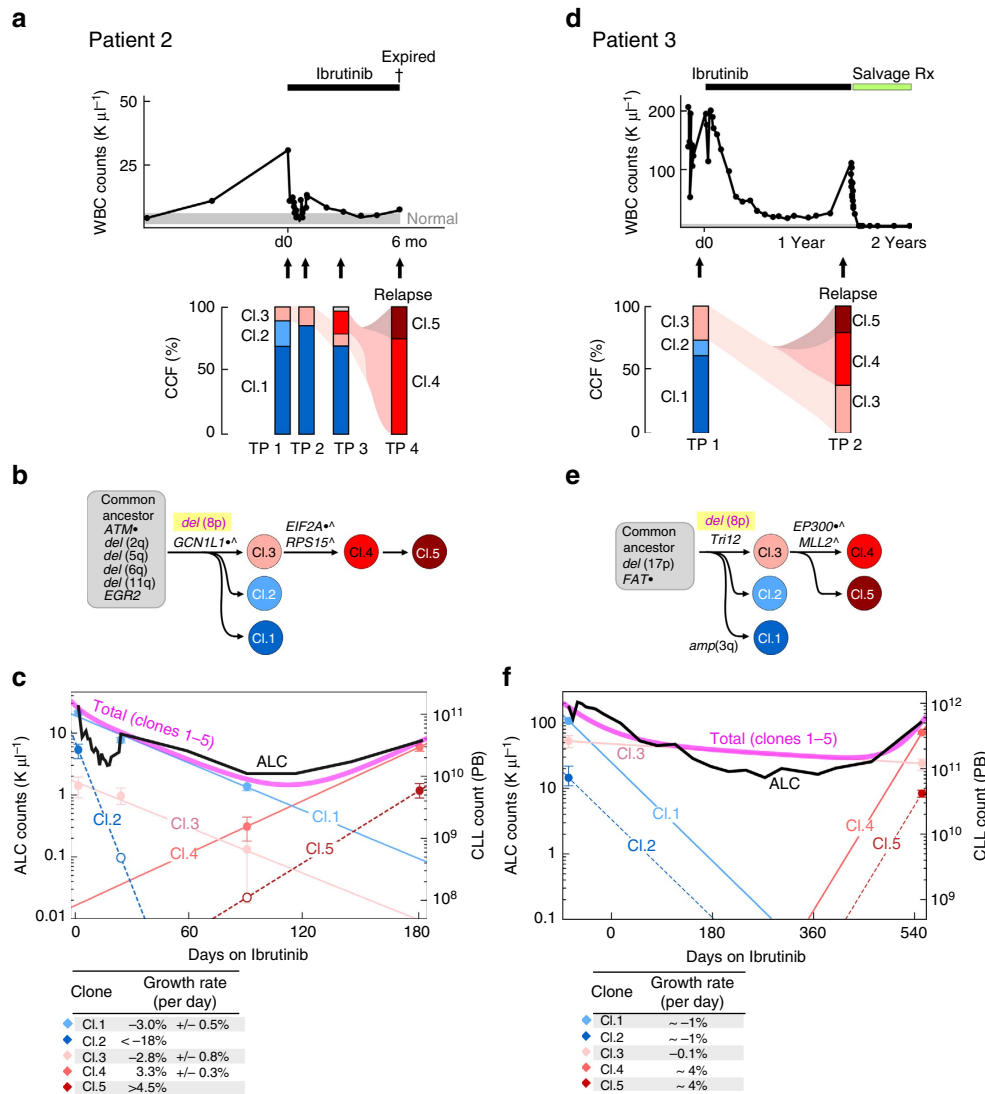 a
Patient 2
Expired
Ibrutinib †
WBC counts (K µl⁻¹)
50
25
Normal
d0 6 mo
Relapse
CCF (%)
100
50
0
Cl.3
Cl.2
Cl.1
Cl.5
Cl.4
TP 1 TP 2 TP 3 TP 4
b
Common
ancestor
ATM•
del (2q)
del (5q)
del (6q)
del (11q)
EGR2
del (8p)
GCN1L1•^
EIF2A•^
RPS15^
Cl.3 Cl.4 Cl.5
Cl.2
Cl.1
c
Total (clones 1–5)
ALC
Cl.1
Cl.2
Cl.3
Cl.4
Cl.5
ALC counts (K µl⁻¹)
10
1
0.1
0.01
CLL count (PB)
10¹¹
10¹⁰
10⁹
10⁸
0 60 120 180
Days on Ibrutinib
Clone Growth rate
(per day)
Cl.1 −3.0% +/− 0.5%
Cl.2 < −18%
Cl.3 −2.8% +/− 0.8%
Cl.4 3.3% +/− 0.3%
Cl.5 >4.5%
d
Patient 3
Ibrutinib Salvage Rx
WBC counts (K µl⁻¹)
200
100
d0 1 Year 2 Years
Relapse
CCF (%)
100
50
0
Cl.3
Cl.2
Cl.1
Cl.5
Cl.4
Cl.3
TP 1 TP 2
e
Common
ancestor
del (17p)
FAT•
del (8p)
Tri12
EP300•^
MLL2^
Cl.3 Cl.4
Cl.2 Cl.5
Cl.1
amp(3q)
f
Total (clones 1–5)
ALC
Cl.3
Cl.1
Cl.2
Cl.4
Cl.5
ALC counts (K µl⁻¹)
100
10
1
0.1
CLL count (PB)
10¹²
10¹¹
10¹⁰
10⁹
0 180 360 540
Days on Ibrutinib
Clone Growth rate
(per day)
Cl.1 ~ −1%
Cl.2 ~ −1%
Cl.3 -0.1%
Cl.4 ~ 4%
Cl.5 ~ 4%